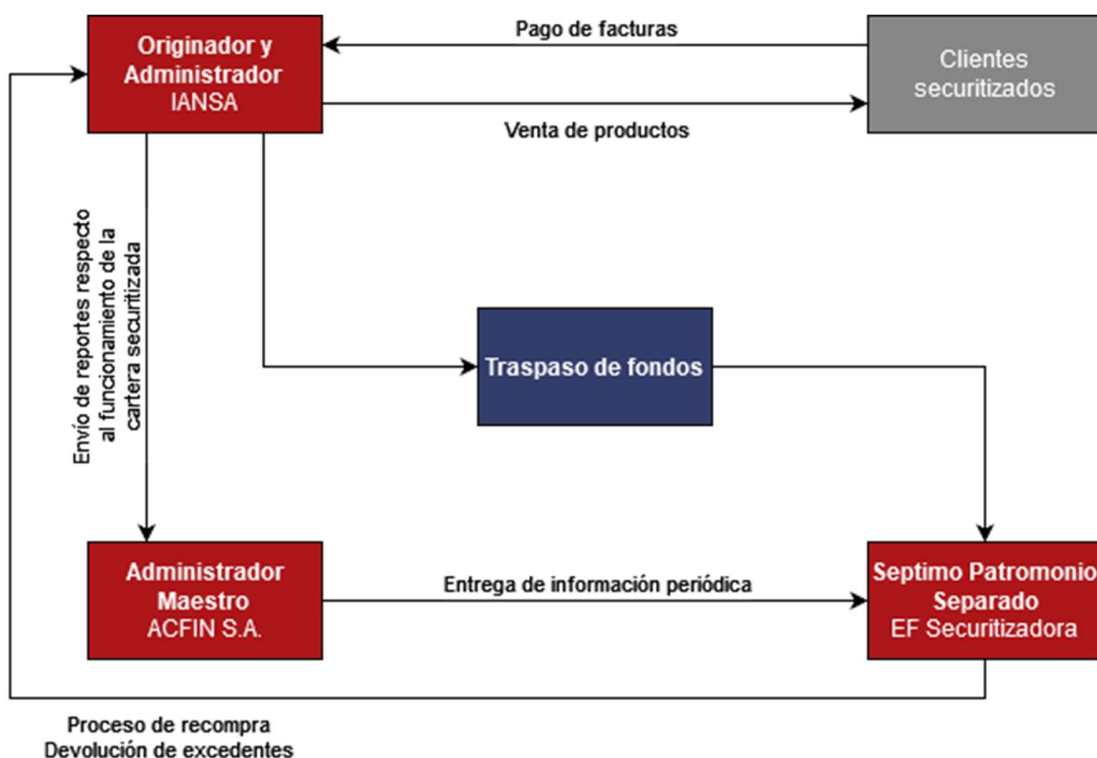 Originador y
Administrador
IANSA
Pago de facturas
Clientes
securitizados
Venta de productos
Envío de reportes respecto
al funcionamiento de la
cartera securitizada
Traspaso de fondos
Administrador
Maestro
ACFIN S.A.
Entrega de información periódica
Septimo Patromonio
Separado
EF Securitizadora
Proceso de recompra
Devolución de excedentes